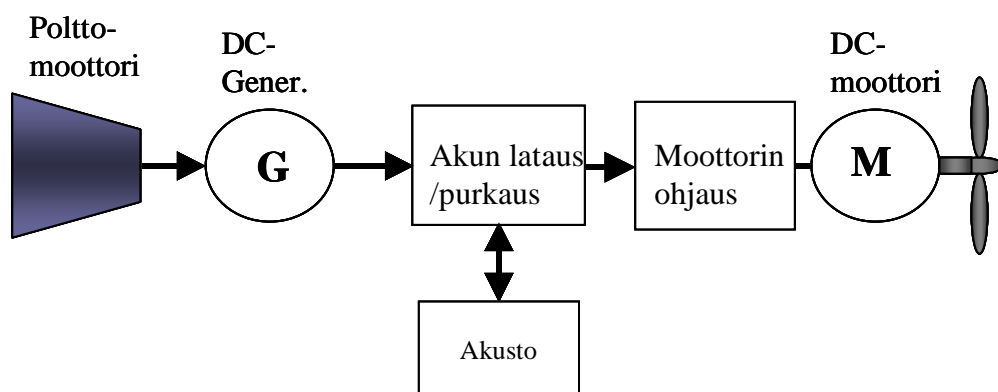 Poltto-
moottori
DC-
Gener.
DC-
moottori
G
Akun lataus
/purkaus
Moottorin
ohjaus
M
Akusto